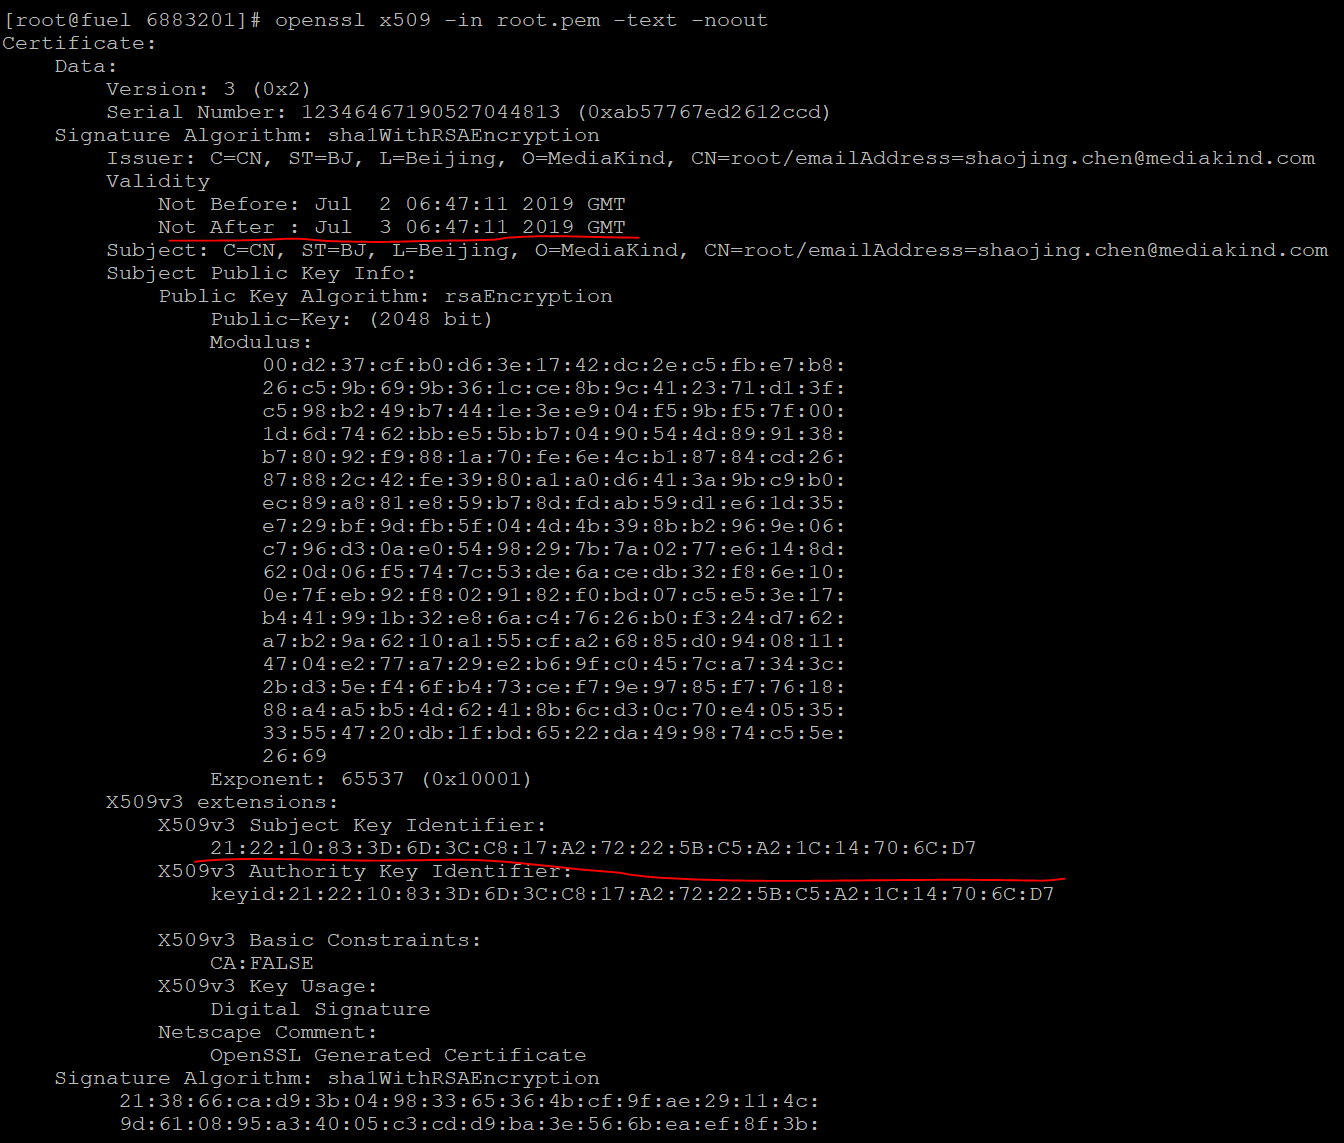 [root@fuel 6883201]# openssl x509 -in root.pem -text -noout
Certificate:
    Data:
        Version: 3 (0x2)
        Serial Number: 12346467190527044813 (0xab57767ed2612ccd)
    Signature Algorithm: sha1WithRSAEncryption
        Issuer: C=CN, ST=BJ, L=Beijing, O=MediaKind, CN=root/emailAddress=shaojing.chen@mediakind.com
        Validity
            Not Before: Jul  2 06:47:11 2019 GMT
            Not After : Jul  3 06:47:11 2019 GMT
        Subject: C=CN, ST=BJ, L=Beijing, O=MediaKind, CN=root/emailAddress=shaojing.chen@mediakind.com
        Subject Public Key Info:
            Public Key Algorithm: rsaEncryption
                Public-Key: (2048 bit)
                Modulus:
                    00:d2:37:cf:b0:d6:3e:17:42:dc:2e:c5:fb:e7:b8:
                    26:c5:9b:69:9b:36:1c:ce:8b:9c:41:23:71:d1:3f:
                    c5:98:b2:49:b7:44:1e:3e:e9:04:f5:9b:f5:7f:00:
                    1d:6d:74:62:bb:e5:5b:b7:04:90:54:4d:89:91:38:
                    b7:80:92:f9:88:1a:70:fe:6e:4c:b1:87:84:cd:26:
                    87:88:2c:42:fe:39:80:a1:a0:d6:41:3a:9b:c9:b0:
                    ec:89:a8:81:e8:59:b7:8d:fd:ab:59:d1:e6:1d:35:
                    e7:29:bf:9d:fb:5f:04:4d:4b:39:8b:b2:96:9e:06:
                    c7:96:d3:0a:e0:54:98:29:7b:7a:02:77:e6:14:8d:
                    62:0d:06:f5:74:7c:53:de:6a:ce:db:32:f8:6e:10:
                    0e:7f:eb:92:f8:02:91:82:f0:bd:07:c5:e5:3e:17:
                    b4:41:99:1b:32:e8:6a:c4:76:26:b0:f3:24:d7:62:
                    a7:b2:9a:62:10:a1:55:cf:a2:68:85:d0:94:08:11:
                    47:04:e2:77:a7:29:e2:b6:9f:c0:45:7c:a7:34:3c:
                    2b:d3:5e:f4:6f:b4:73:ce:f7:9e:97:85:f7:76:18:
                    88:a4:a5:b5:4d:62:41:8b:6c:d3:0c:70:e4:05:35:
                    33:55:47:20:db:1f:bd:65:22:da:49:98:74:c5:5e:
                    26:69
                Exponent: 65537 (0x10001)
        X509v3 extensions:
            X509v3 Subject Key Identifier:
                21:22:10:83:3D:6D:3C:C8:17:A2:72:22:5B:C5:A2:1C:14:70:6C:D7
            X509v3 Authority Key Identifier:
                keyid:21:22:10:83:3D:6D:3C:C8:17:A2:72:22:5B:C5:A2:1C:14:70:6C:D7

            X509v3 Basic Constraints:
                CA:FALSE
            X509v3 Key Usage:
                Digital Signature
            Netscape Comment:
                OpenSSL Generated Certificate
    Signature Algorithm: sha1WithRSAEncryption
         21:38:66:ca:d9:3b:04:98:33:65:36:4b:cf:9f:ae:29:11:4c:
         9d:61:08:95:a3:40:05:c3:cd:d9:ba:3e:56:6b:ea:ef:8f:3b: